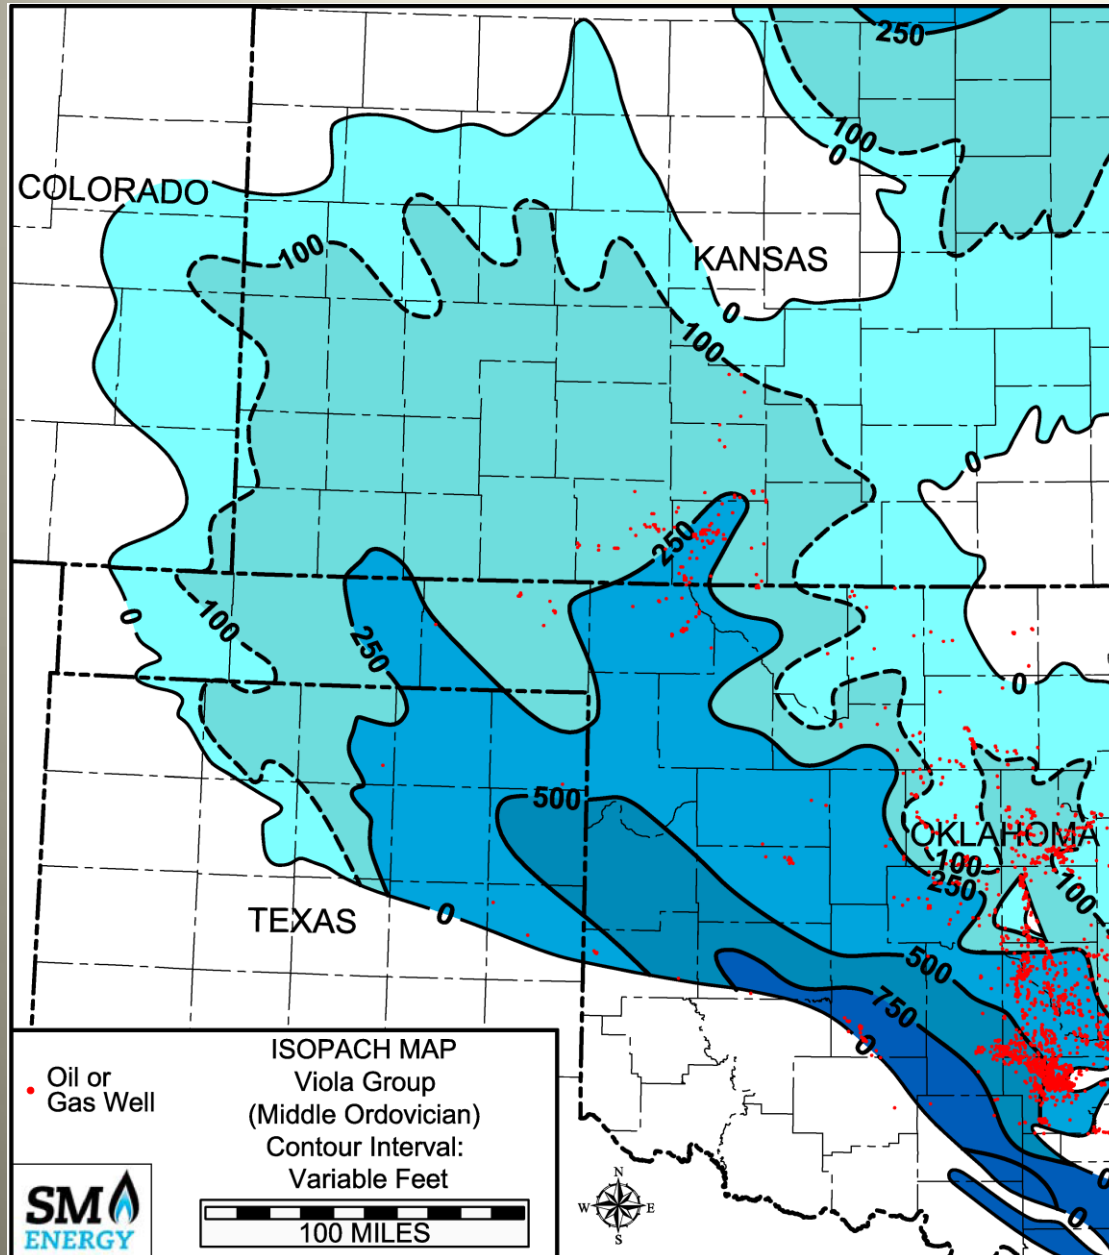 250
100
0
COLORADO
100
KANSAS
0
100
0
250
0
100
250
0
500
OKLAHOMA
100
250
100
TEXAS
0
500
750
0
0
0
Oil or
Gas Well
ISOPACH MAP
Viola Group
(Middle Ordovician)
Contour Interval:
Variable Feet
100 MILES
SM
ENERGY
N
W
E
S